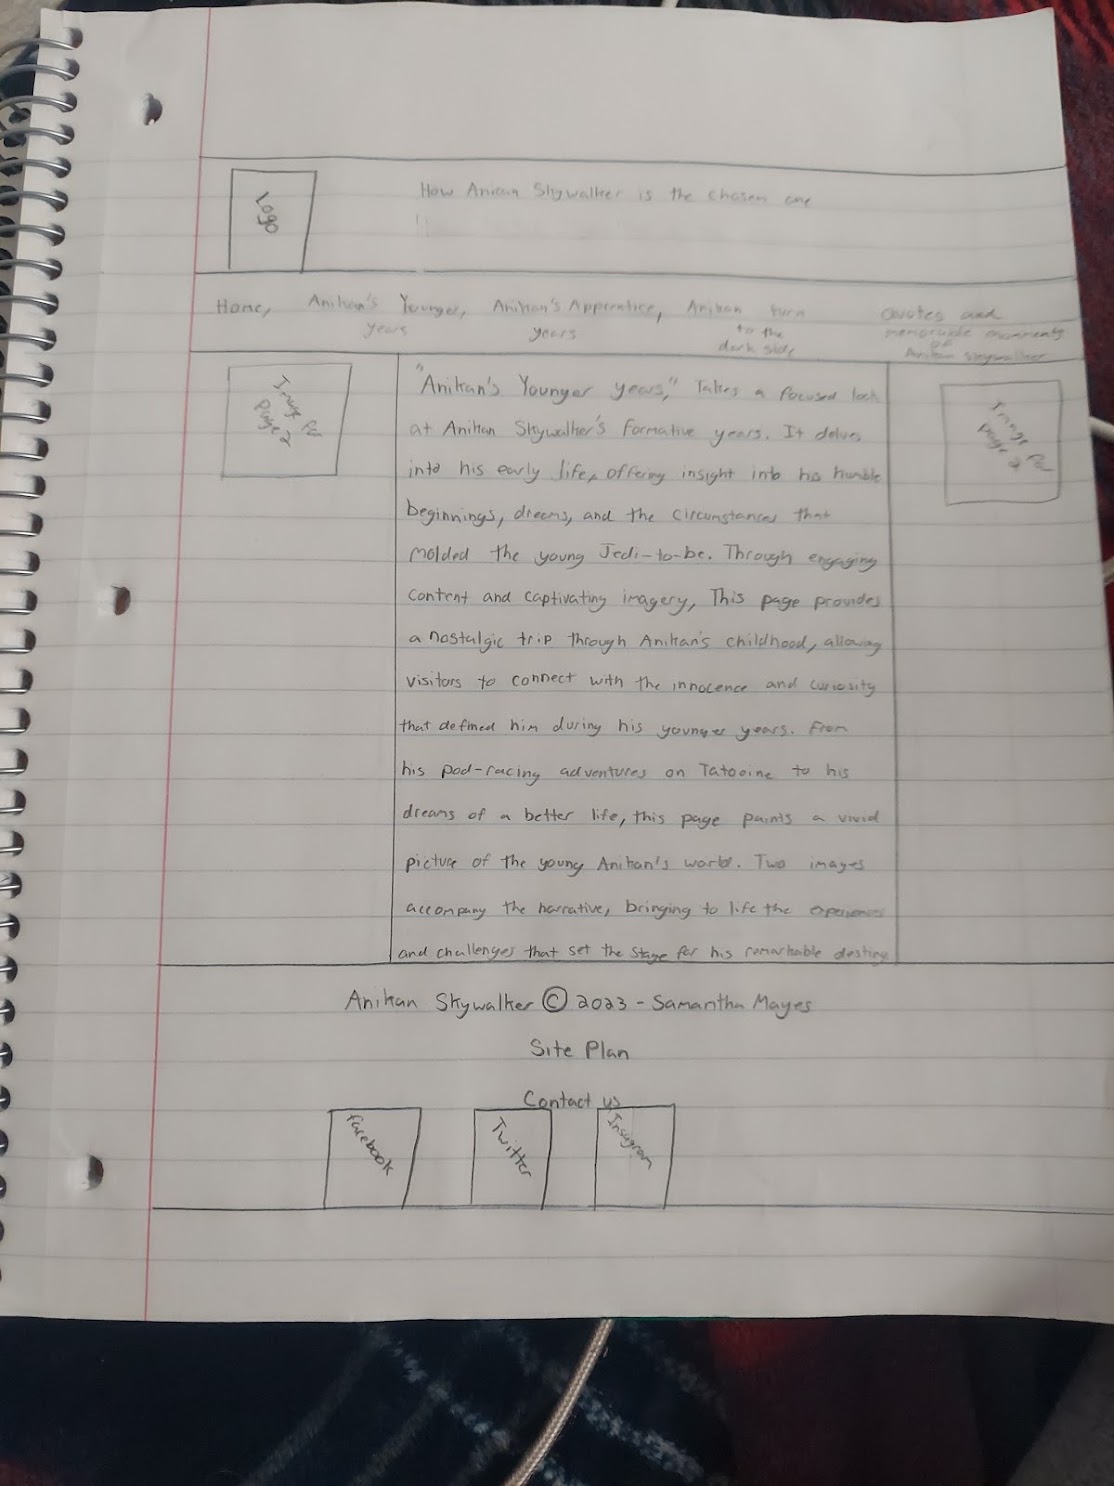 Logo
How Anican Skywalker is the chosen one
Home, Anikan's Younger, Anikan's Apprentice, Anikan turn Quotes and
years years to the memorable moments
dark side of
Anikan Skywalker
Image for
page 2
"Anikan's Younger years," Takes a focused look
at Anikan Skywalker's formative years. It delves
into his early life, offering insight into his humble
beginnings, dreams, and the circumstances that
molded the young Jedi-to-be. Through engaging
content and captivating imagery, This page provides
a nostalgic trip through Anikan's childhood, allowing
visitors to connect with the innocence and curiosity
that defined him during his younger years. From
his pod-racing adventures on Tatooine to his
dreams of a better life, this page paints a vivid
picture of the young Anikan's world. Two images
accompany the narrative, bringing to life the experiences
and challenges that set the stage for his remarkable destiny
Image for
page 2
Anikan Skywalker © 2023 - Samantha Mayes
Site Plan
Contact us
Facebook
Twitter